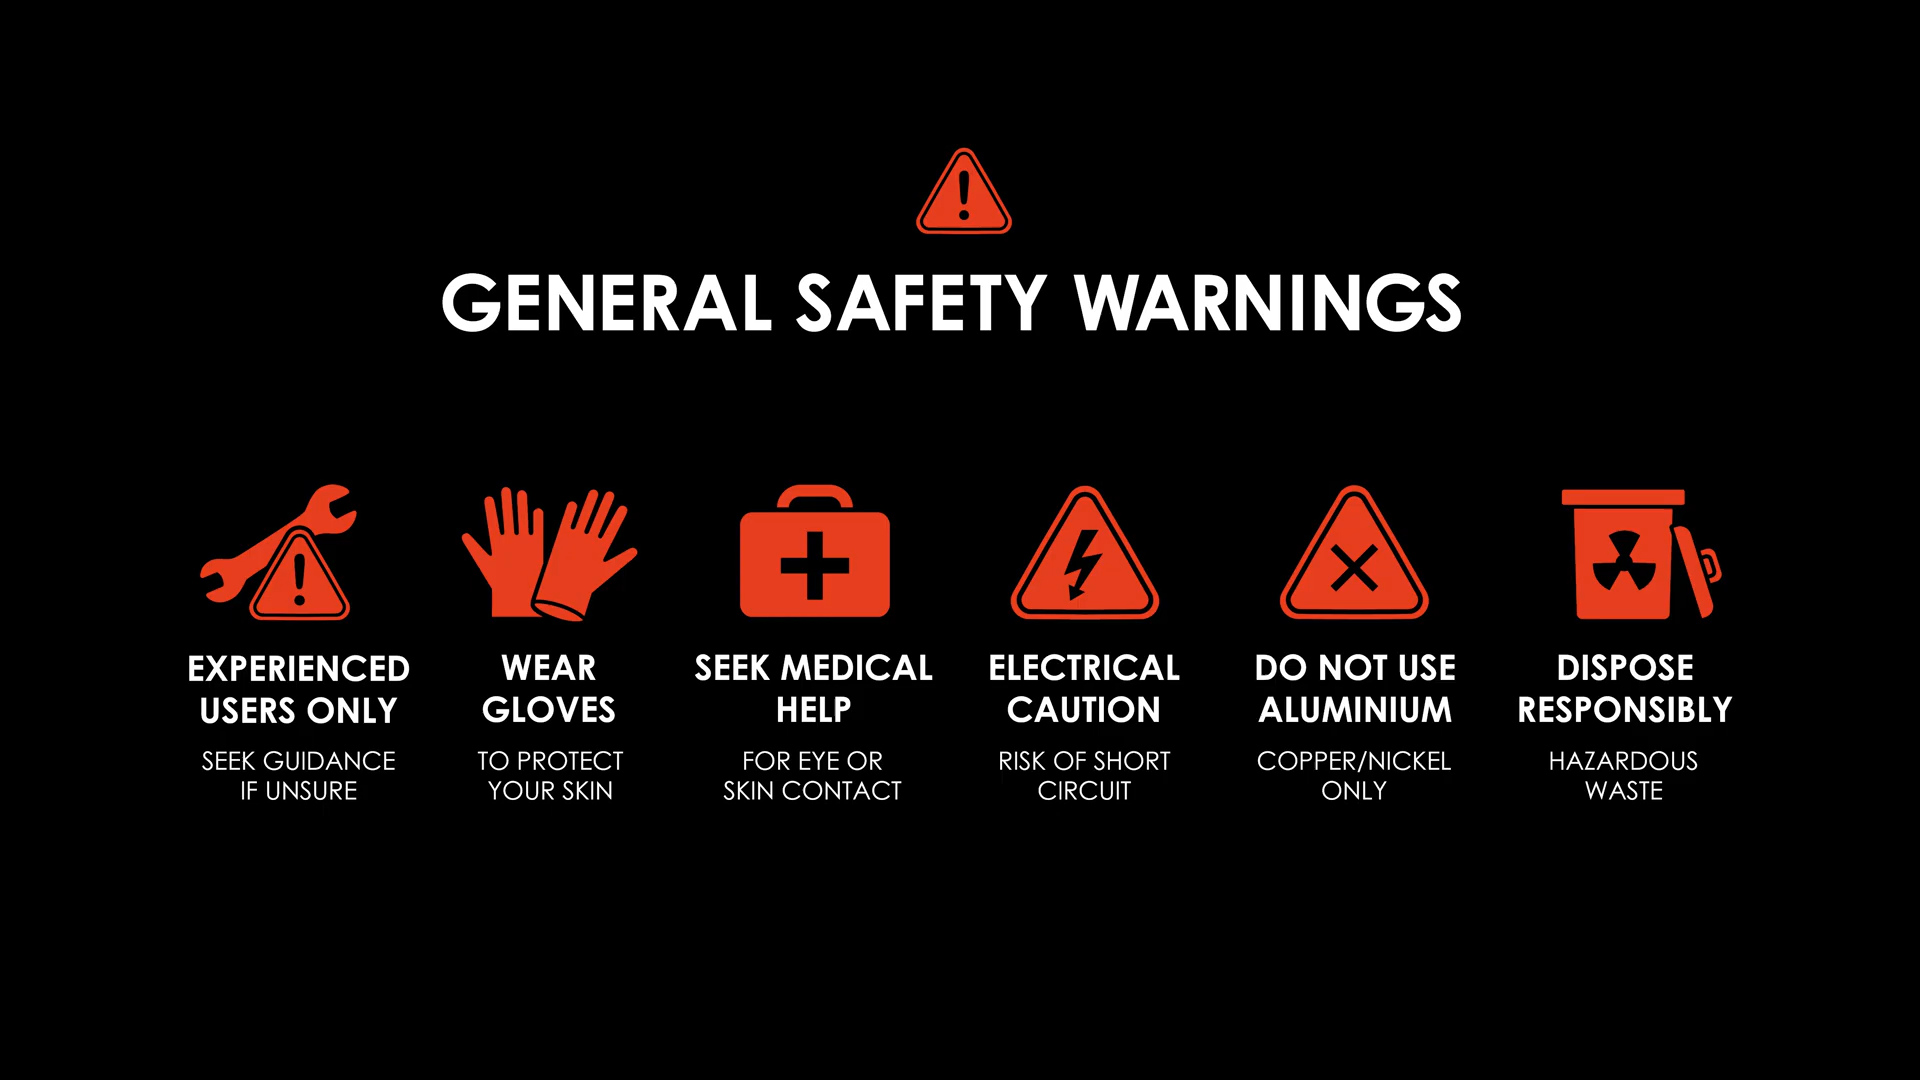 GENERAL SAFETY WARNINGS
EXPERIENCED
USERS ONLY
SEEK GUIDANCE
IF UNSURE
WEAR
GLOVES
TO PROTECT
YOUR SKIN
SEEK MEDICAL
HELP
FOR EYE OR
SKIN CONTACT
ELECTRICAL
CAUTION
RISK OF SHORT
CIRCUIT
DO NOT USE
ALUMINIUM
COPPER/NICKEL
ONLY
DISPOSE
RESPONSIBLY
HAZARDOUS
WASTE